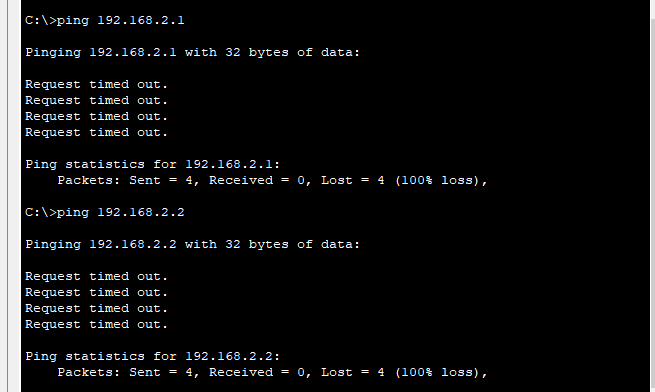 C:\>ping 192.168.2.1
Pinging 192.168.2.1 with 32 bytes of data:
Request timed out.
Request timed out.
Request timed out.
Request timed out.
Ping statistics for 192.168.2.1:
Packets: Sent = 4, Received = 0, Lost = 4 (100% loss),
C:\>ping 192.168.2.2
Pinging 192.168.2.2 with 32 bytes of data:
Request timed out.
Request timed out.
Request timed out.
Request timed out.
Ping statistics for 192.168.2.2:
Packets: Sent = 4, Received = 0, Lost = 4 (100% loss),